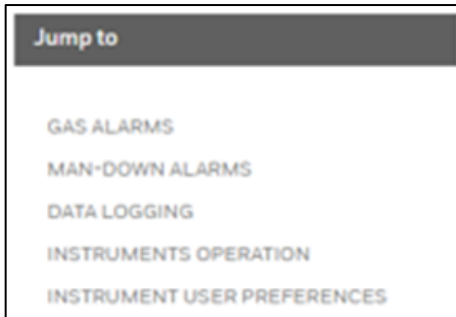 Jump to
GAS ALARMS
MAN-DOWN ALARMS
DATA LOGGING
INSTRUMENTS OPERATION
INSTRUMENT USER PREFERENCES